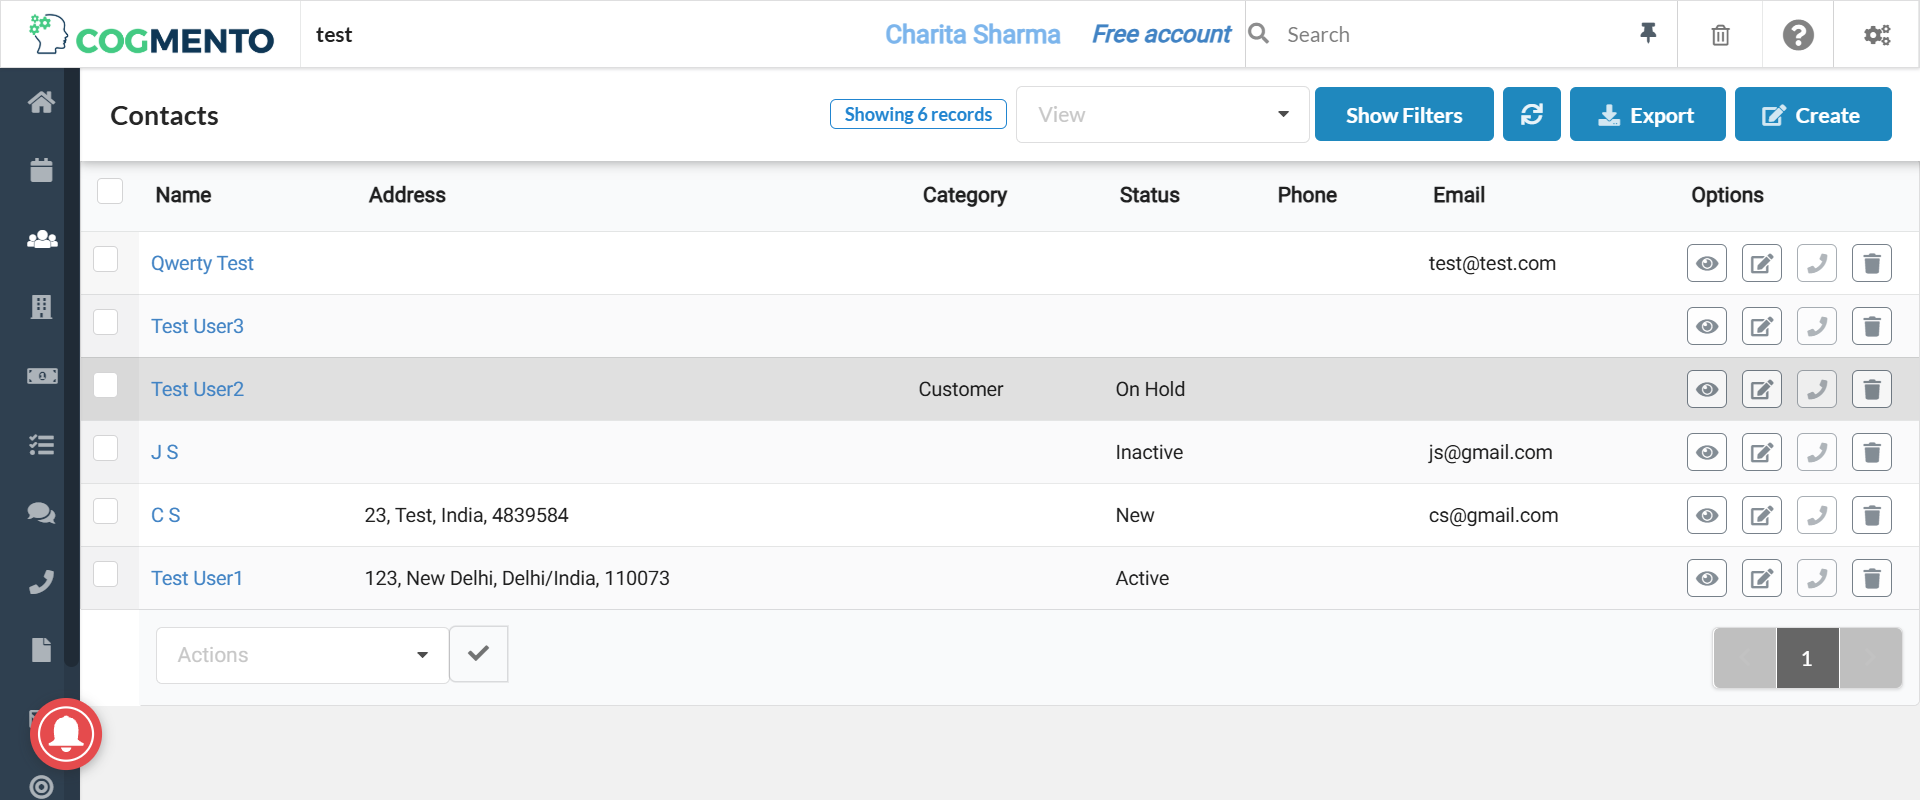 COGMENTO test Charita Sharma Free account Search
Contacts Showing 6 records View Show Filters Export Create
Name Address Category Status Phone Email Options
Qwerty Test test@test.com
Test User3
Test User2 Customer On Hold
J S Inactive js@gmail.com
C S 23, Test, India, 4839584 New cs@gmail.com
Test User1 123, New Delhi, Delhi/India, 110073 Active
Actions 1